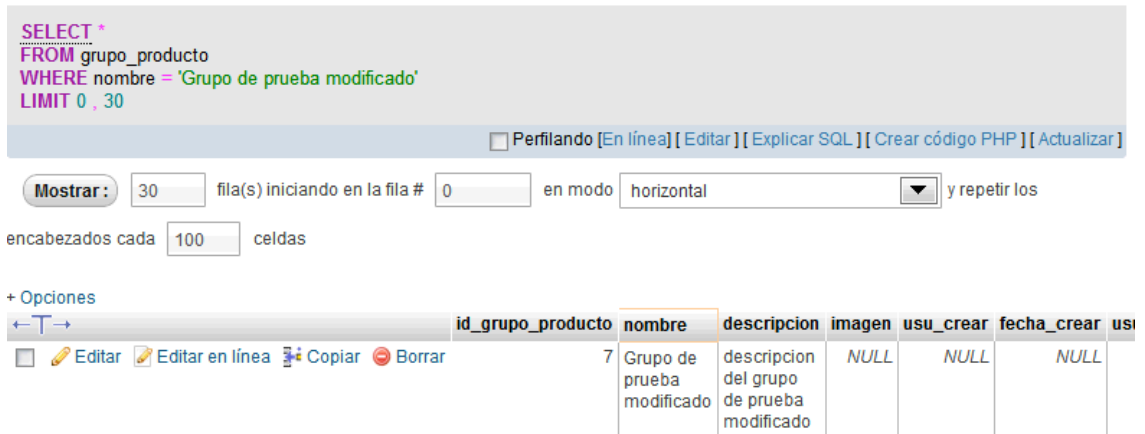 SELECT *
FROM grupo_producto
WHERE nombre = 'Grupo de prueba modificado'
LIMIT 0 , 30
Perfilando [En línea] [ Editar ] [ Explicar SQL ] [ Crear código PHP ] [ Actualizar ]
Mostrar : 30 fila(s) iniciando en la fila # 0 en modo horizontal y repetir los
encabezados cada 100 celdas
+ Opciones
←T→ id_grupo_producto nombre descripcion imagen usu_crear fecha_crear usu
Editar Editar en línea Copiar Borrar 7 Grupo de descripcion NULL NULL NULL
prueba del grupo
modificado de prueba
modificado